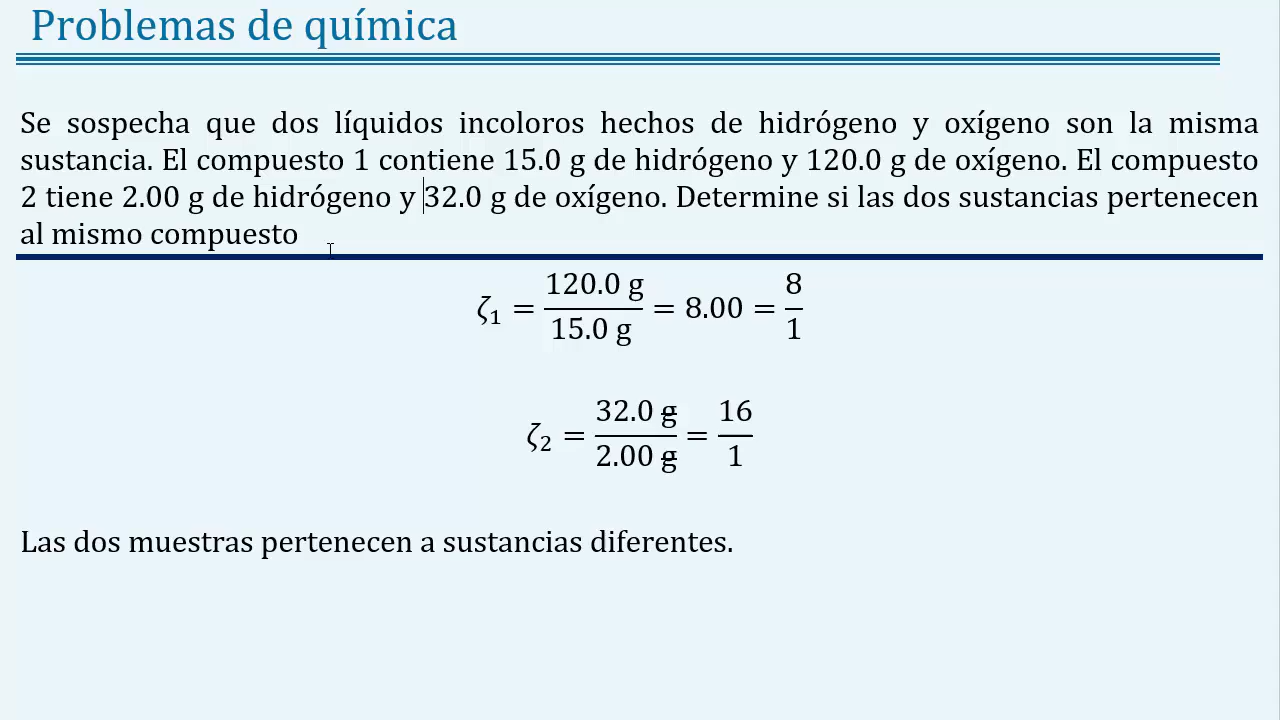 Problemas de química
Se sospecha que dos líquidos incoloros hechos de hidrógeno y oxígeno son la misma
sustancia. El compuesto 1 contiene 15.0 g de hidrógeno y 120.0 g de oxígeno. El compuesto
2 tiene 2.00 g de hidrógeno y 32.0 g de oxígeno. Determine si las dos sustancias pertenecen
al mismo compuesto
ζ₁ = 120.0 g / 15.0 g = 8.00 = 8 / 1
ζ₂ = 32.0 g / 2.00 g = 16 / 1
Las dos muestras pertenecen a sustancias diferentes.